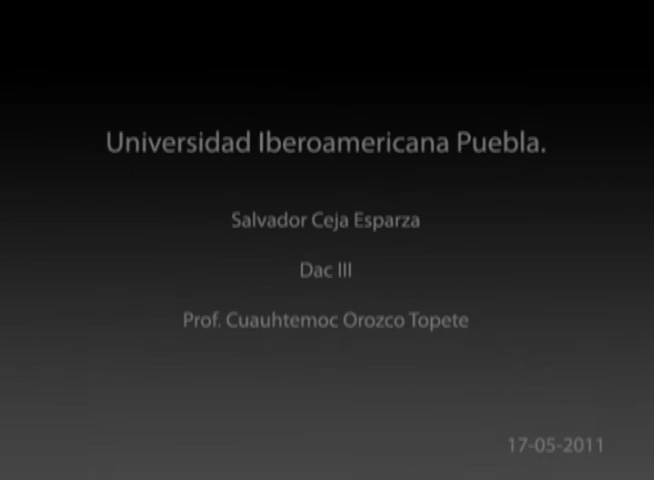 Universidad Iberoamericana Puebla.
Salvador Ceja Esparza
Dac III
Prof. Cuauhtemoc Orozco Topete
17-05-2011